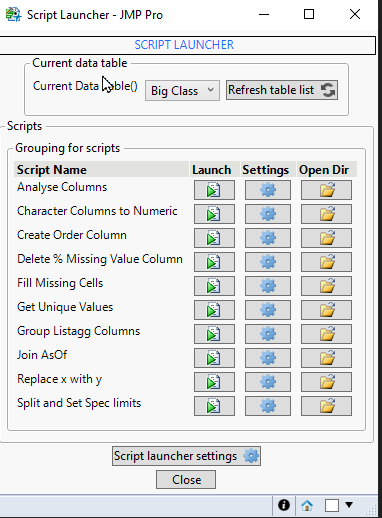 Script Launcher - JMP Pro
SCRIPT LAUNCHER
Current data table
Current Data Table() Big Class Refresh table list
Scripts
Grouping for scripts
Script Name Launch Settings Open Dir
Analyse Columns
Character Columns to Numeric
Create Order Column
Delete % Missing Value Column
Fill Missing Cells
Get Unique Values
Group Listagg Columns
Join AsOf
Replace x with y
Split and Set Spec limits
Script launcher settings
Close